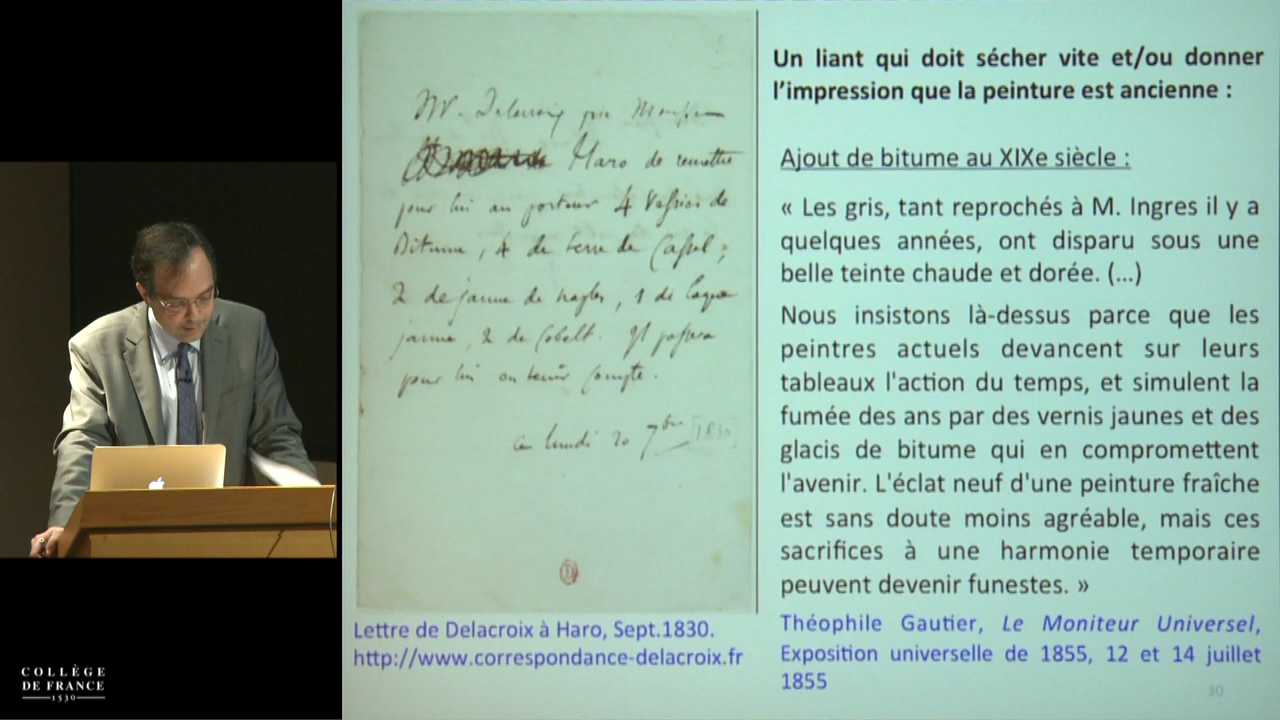 Mr. Delacroix prie Monsieur
Haro de remettre
pour lui au porteur 4 Vessies de
Bitume, 4 de terre de Cassel;
2 de jaune de naples, 1 de laque
jaune, 2 de Cobalt. Il passera
pour lui en tenir Compte.
ce lundi 20 7bre [1830]
Lettre de Delacroix à Haro, Sept.1830.
http://www.correspondance-delacroix.fr
Un liant qui doit sécher vite et/ou donner
l'impression que la peinture est ancienne :
Ajout de bitume au XIXe siècle :
« Les gris, tant reprochés à M. Ingres il y a
quelques années, ont disparu sous une
belle teinte chaude et dorée. (…)
Nous insistons là-dessus parce que les
peintres actuels devancent sur leurs
tableaux l'action du temps, et simulent la
fumée des ans par des vernis jaunes et des
glacis de bitume qui en compromettent
l'avenir. L'éclat neuf d'une peinture fraîche
est sans doute moins agréable, mais ces
sacrifices à une harmonie temporaire
peuvent devenir funestes. »
Théophile Gautier, Le Moniteur Universel,
Exposition universelle de 1855, 12 et 14 juillet
1855
30
COLLÈGE
DE FRANCE
1530